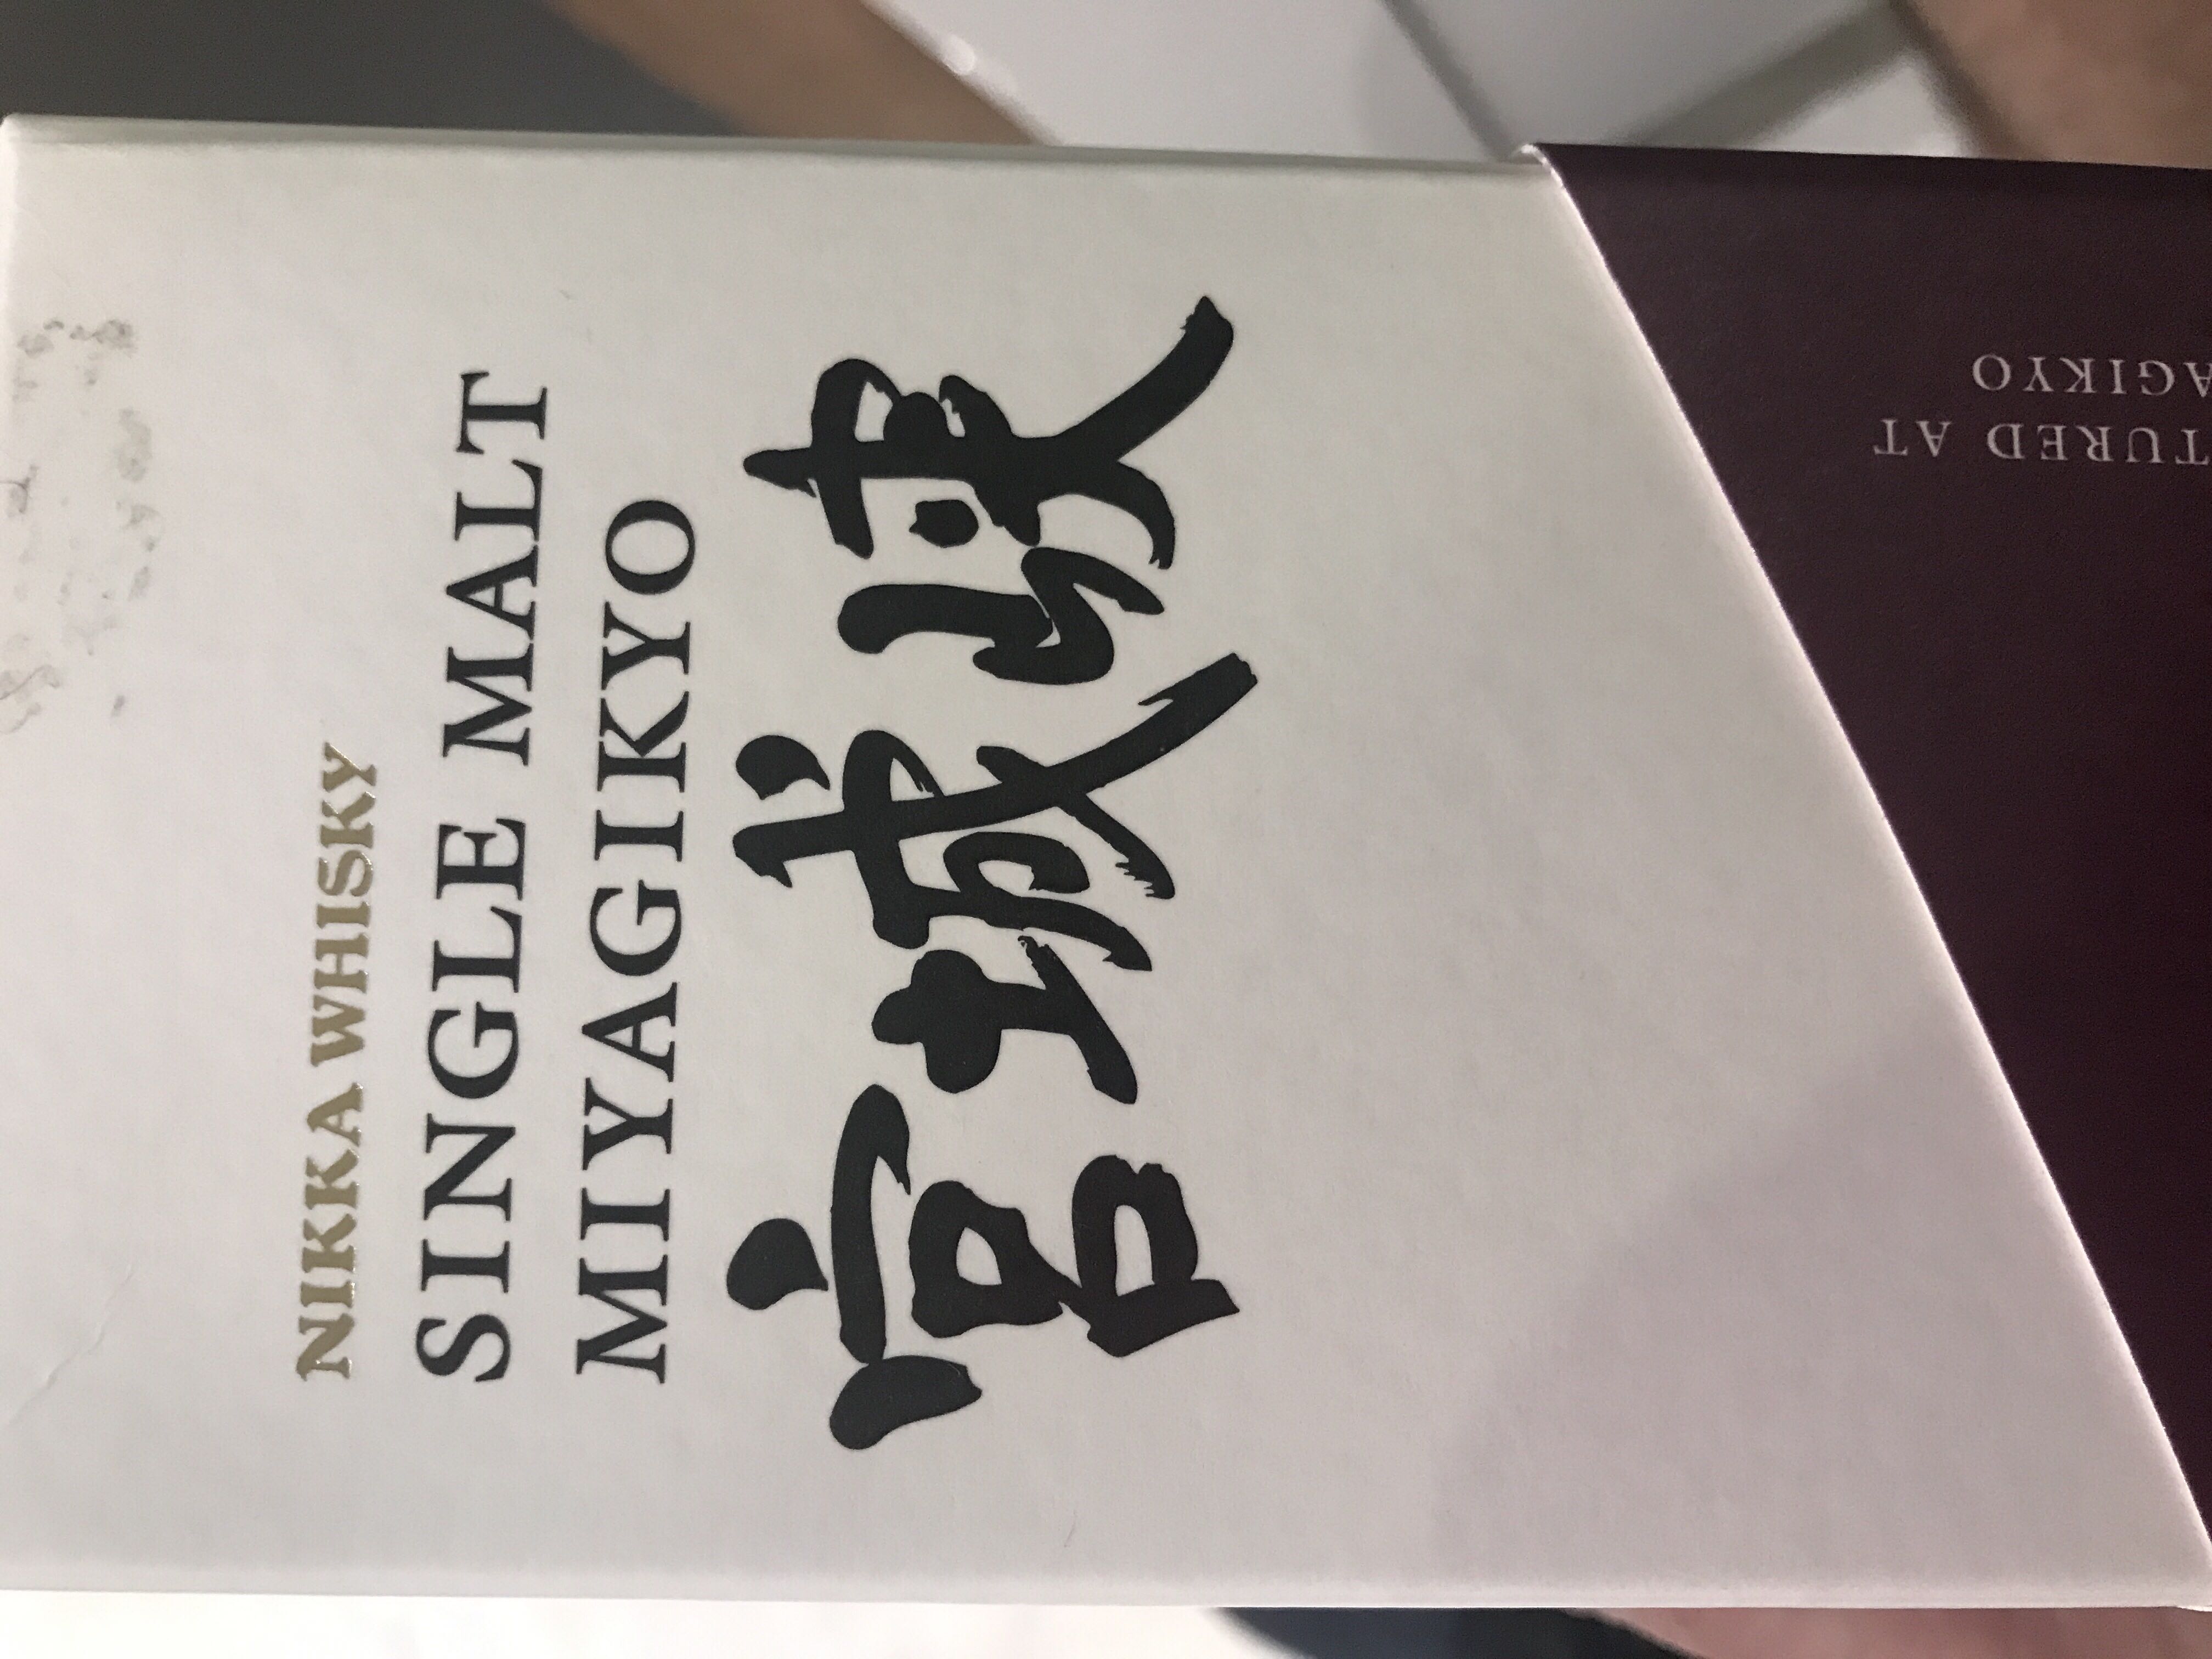 NIKKA WHISKY
SINGLE MALT
MIYAGIKYO
宮城峡
TURED AT
AGIKYO